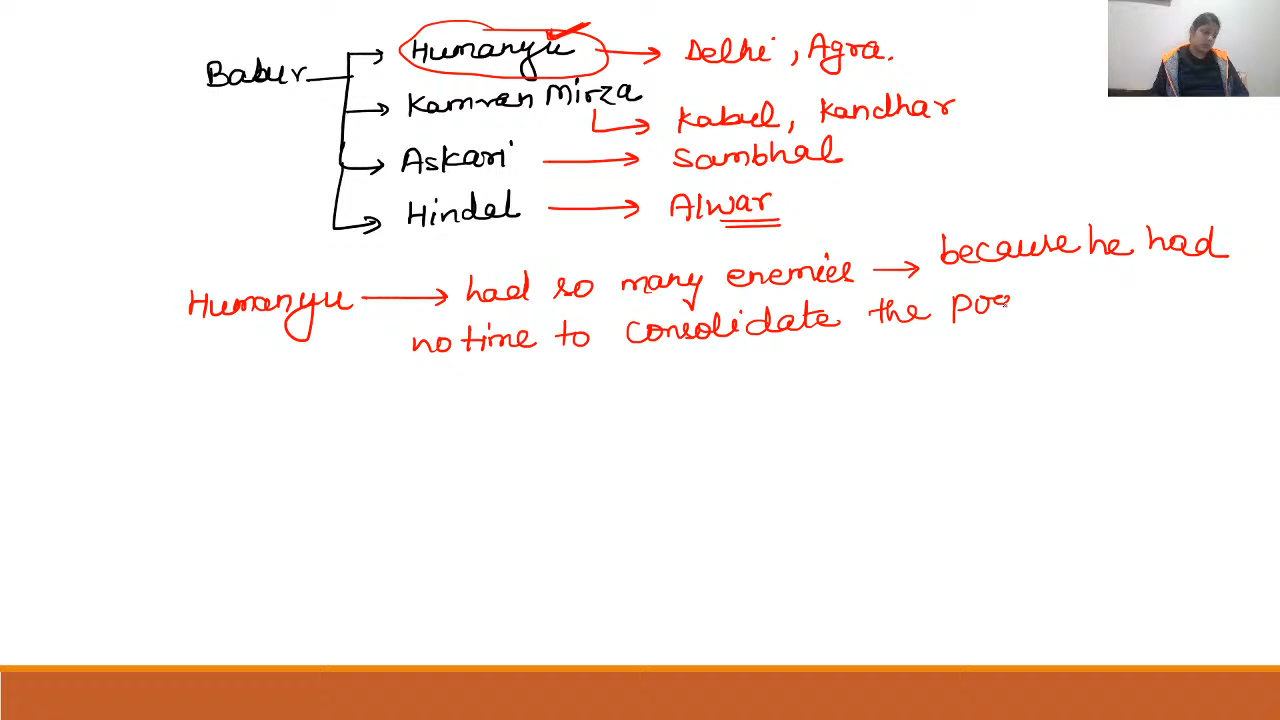 Babur
Humanyu → Delhi, Agra.
Kamran Mirza
Kabul, Kandhar
Askari → Sambhal
Hindal → Alwar
Humanyu → had so many enemies → because he had
no time to consolidate the